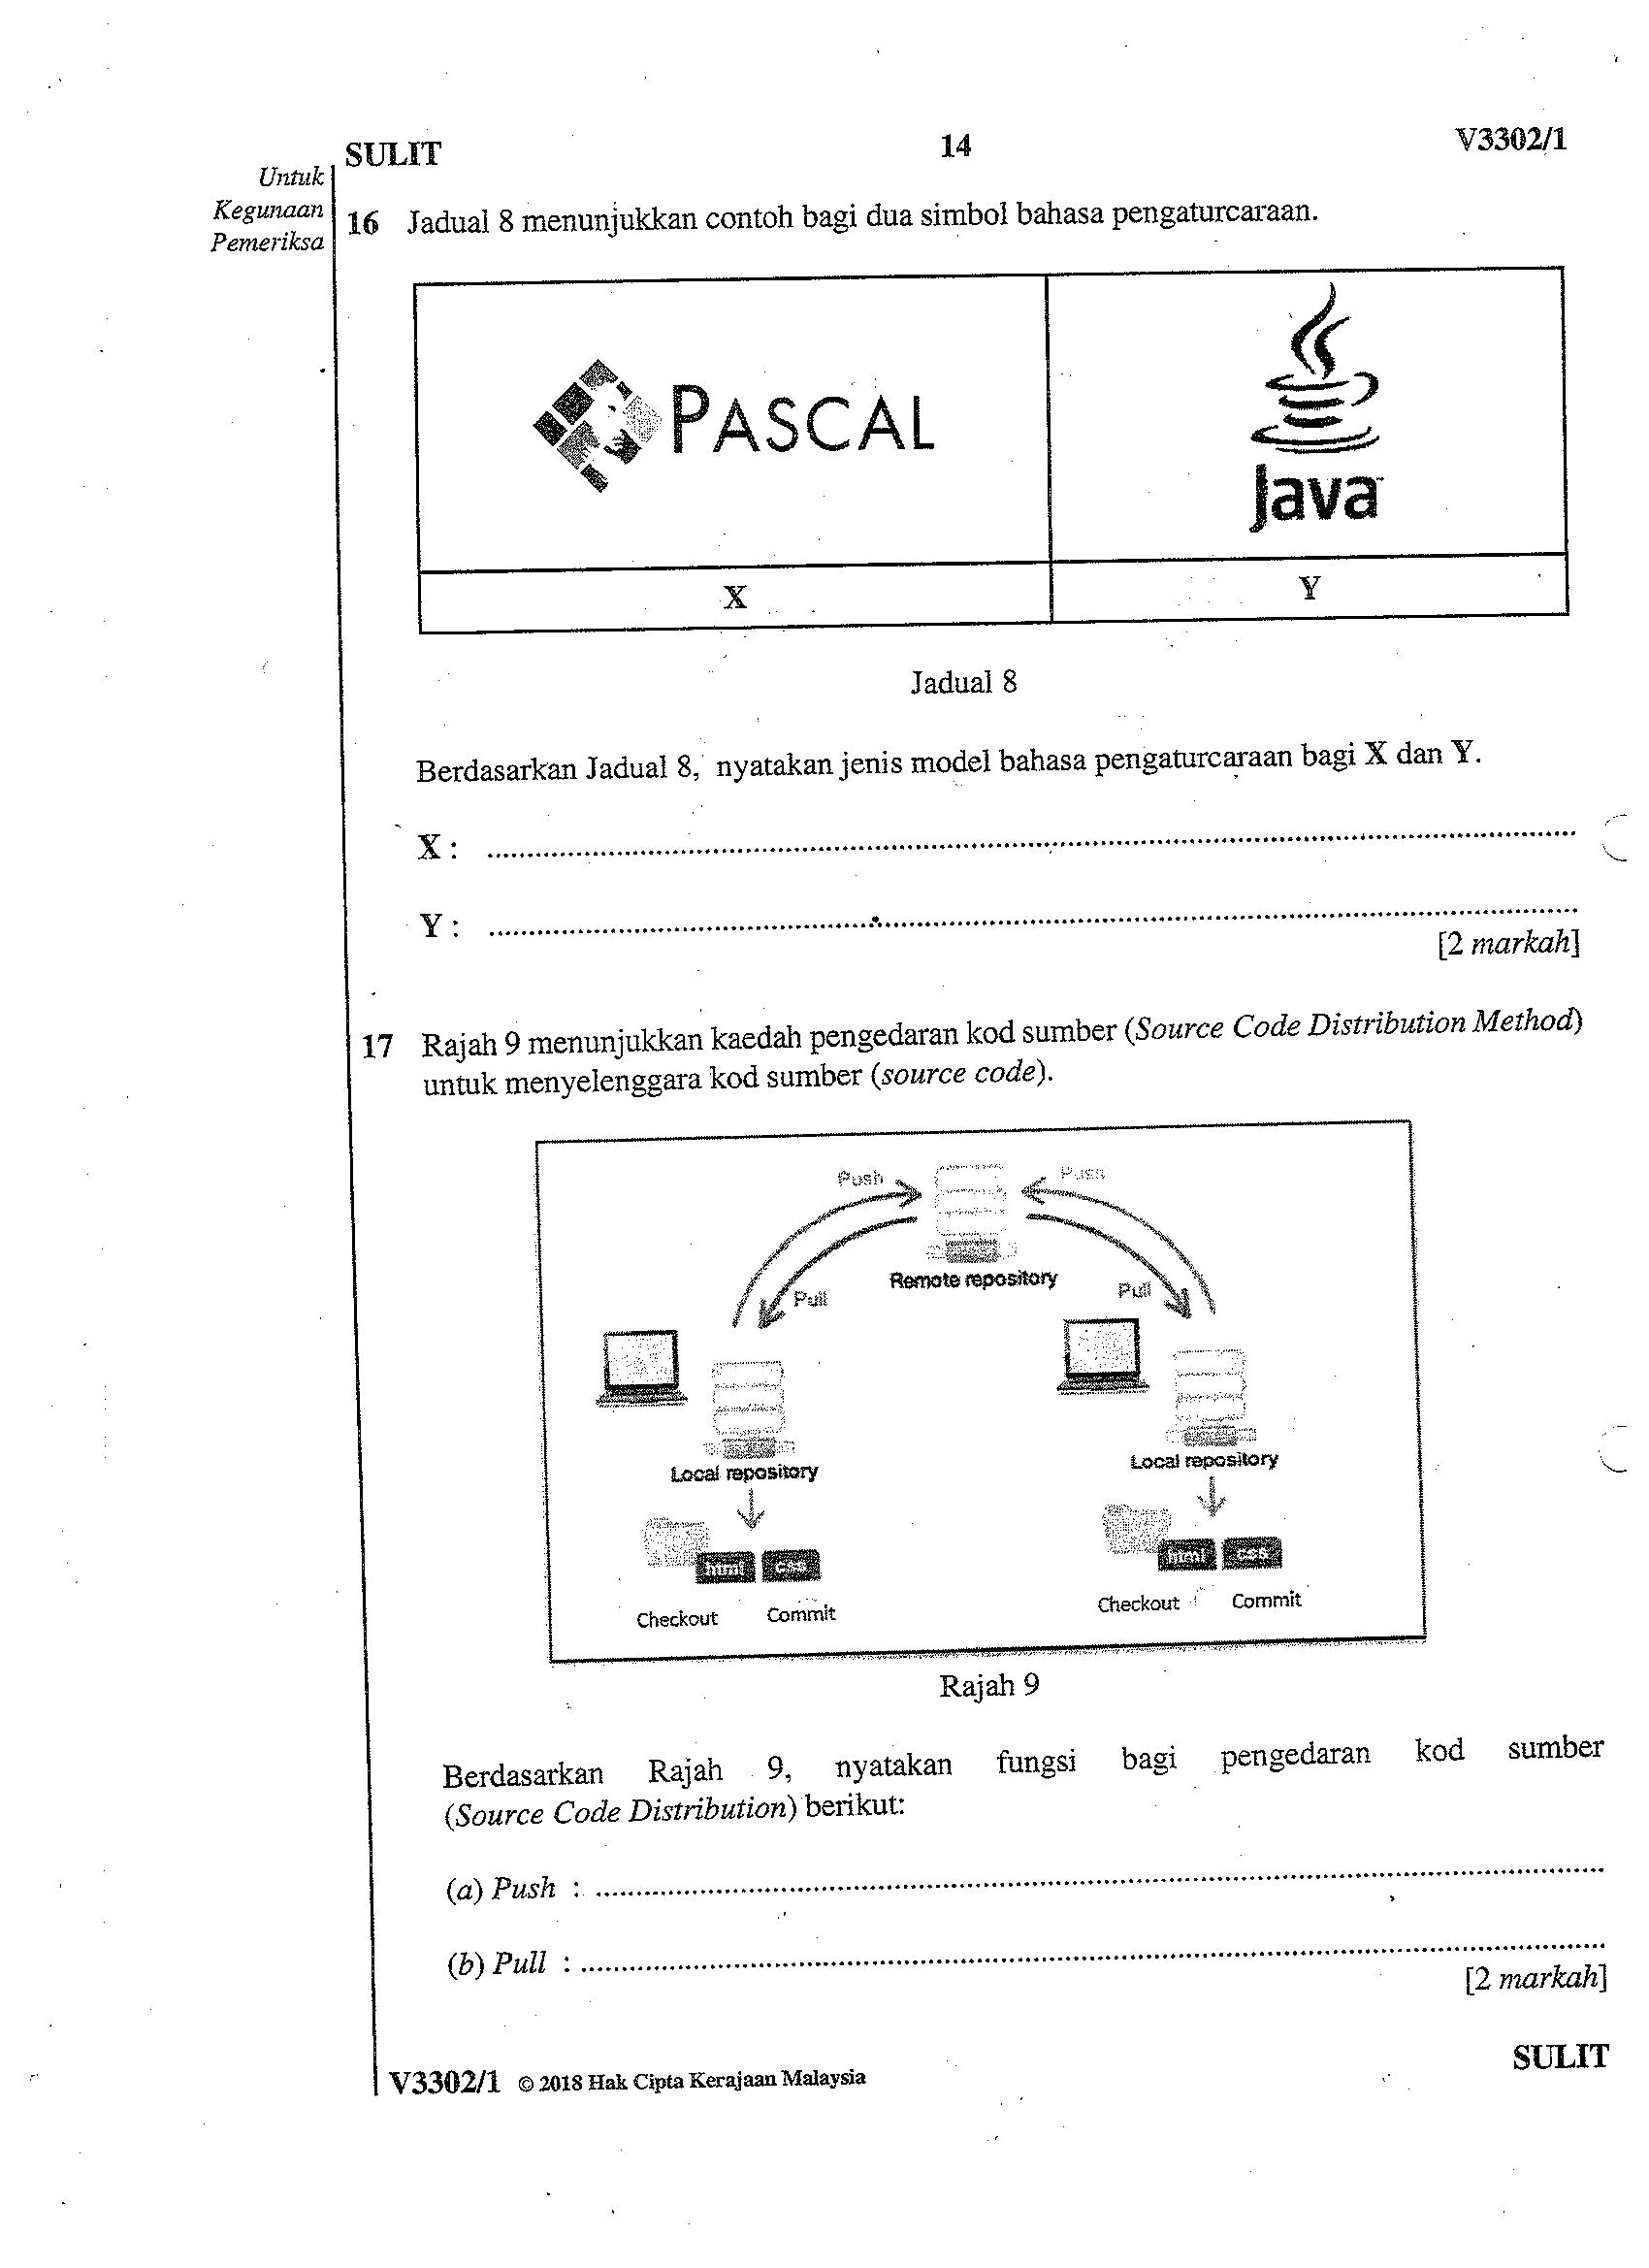 SULIT
14
V3302/1
Untuk
Kegunaan
Pemeriksa
16 Jadual 8 menunjukkan contoh bagi dua simbol bahasa pengaturcaraan.
PASCAL
Java
X
Y
Jadual 8
Berdasarkan Jadual 8, nyatakan jenis model bahasa pengaturcaraan bagi X dan Y.
X : ........................................................................................................
Y : ........................................................................................................
[2 markah]
17 Rajah 9 menunjukkan kaedah pengedaran kod sumber (Source Code Distribution Method)
untuk menyelenggara kod sumber (source code).
Push
Push
Remote repository
Pull
Pull
Local repository
Local repository
html css
html css
Checkout Commit
Checkout Commit
Rajah 9
Berdasarkan Rajah 9, nyatakan fungsi bagi pengedaran kod sumber
(Source Code Distribution) berikut:
(a) Push : ........................................................................................................
(b) Pull : ........................................................................................................
[2 markah]
SULIT
V3302/1 © 2018 Hak Cipta Kerajaan Malaysia